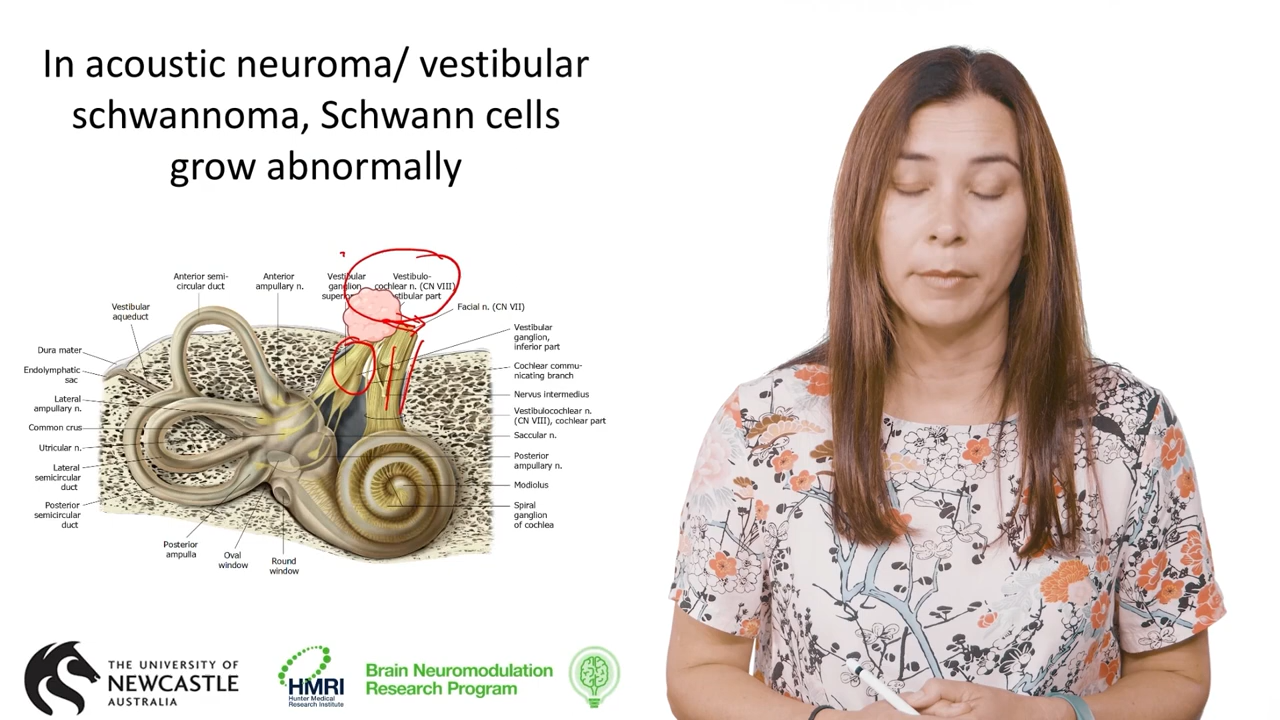 In acoustic neuroma/ vestibular
schwannoma, Schwann cells
grow abnormally
Anterior semi-
circular duct
Anterior
ampullary n.
Vestibular
ganglion
superior
Vestibulo-
cochlear n. (CN VIII)
vestibular part
Vestibular
aqueduct
Facial n. (CN VII)
Vestibular
ganglion,
inferior part
Dura mater
Endolymphatic
sac
Cochlear commu-
nicating branch
Lateral
ampullary n.
Nervus intermedius
Common crus
Vestibulocochlear n.
(CN VIII), cochlear part
Utricular n.
Saccular n.
Lateral
semicircular
duct
Posterior
ampullary n.
Modiolus
Posterior
semicircular
duct
Spiral
ganglion
of cochlea
Posterior
ampulla
Oval
window
Round
window
THE UNIVERSITY OF
NEWCASTLE
AUSTRALIA
HMRI
Hunter Medical
Research Institute
Brain Neuromodulation
Research Program